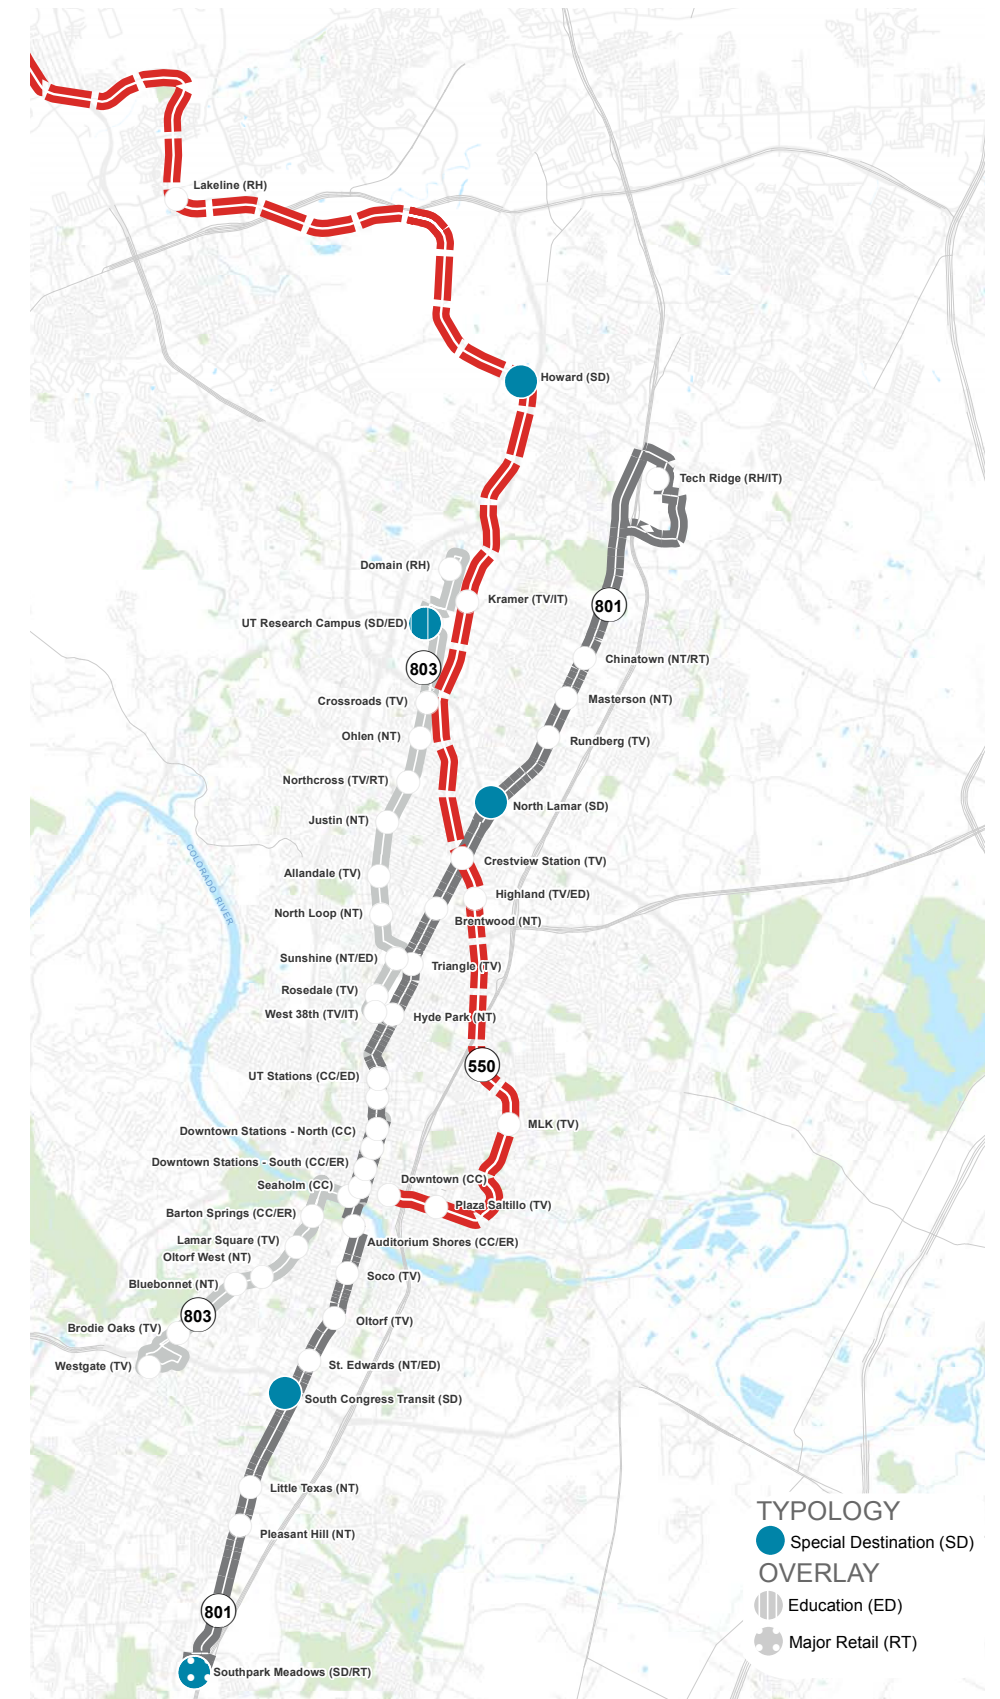 Lakeline (RH)
Howard (SD)
Tech Ridge (RH/IT)
Domain (RH)
Kramer (TV/IT)
801
UT Research Campus (SD/ED)
Chinatown (NT/RT)
803
Masterson (NT)
Crossroads (TV)
Ohlen (NT)
Rundberg (TV)
Northcross (TV/RT)
North Lamar (SD)
Justin (NT)
COLORADO RIVER
Crestview Station (TV)
Allandale (TV)
Highland (TV/ED)
North Loop (NT)
Brentwood (NT)
Sunshine (NT/ED)
Triangle (TV)
Rosedale (TV)
West 38th (TV/IT)
Hyde Park (NT)
550
UT Stations (CC/ED)
MLK (TV)
Downtown Stations - North (CC)
Downtown Stations - South (CC/ER)
Downtown (CC)
Seaholm (CC)
Plaza Saltillo (TV)
Barton Springs (CC/ER)
Lamar Square (TV)
Auditorium Shores (CC/ER)
Oltorf West (NT)
Soco (TV)
Bluebonnet (NT)
803
Oltorf (TV)
Brodie Oaks (TV)
Westgate (TV)
St. Edwards (NT/ED)
South Congress Transit (SD)
Little Texas (NT)
Pleasant Hill (NT)
801
Southpark Meadows (SD/RT)
TYPOLOGY
Special Destination (SD)
OVERLAY
Education (ED)
Major Retail (RT)